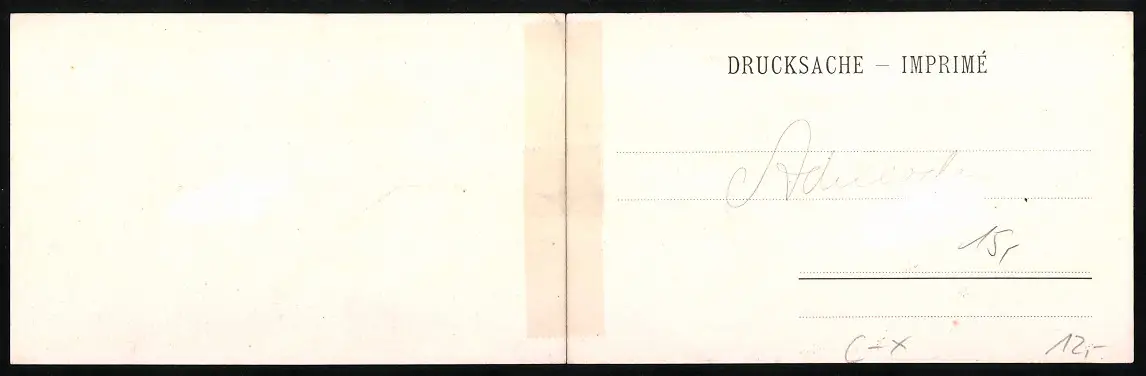 DRUCKSACHE – IMPRIMÉ
15,
C-X
12,-